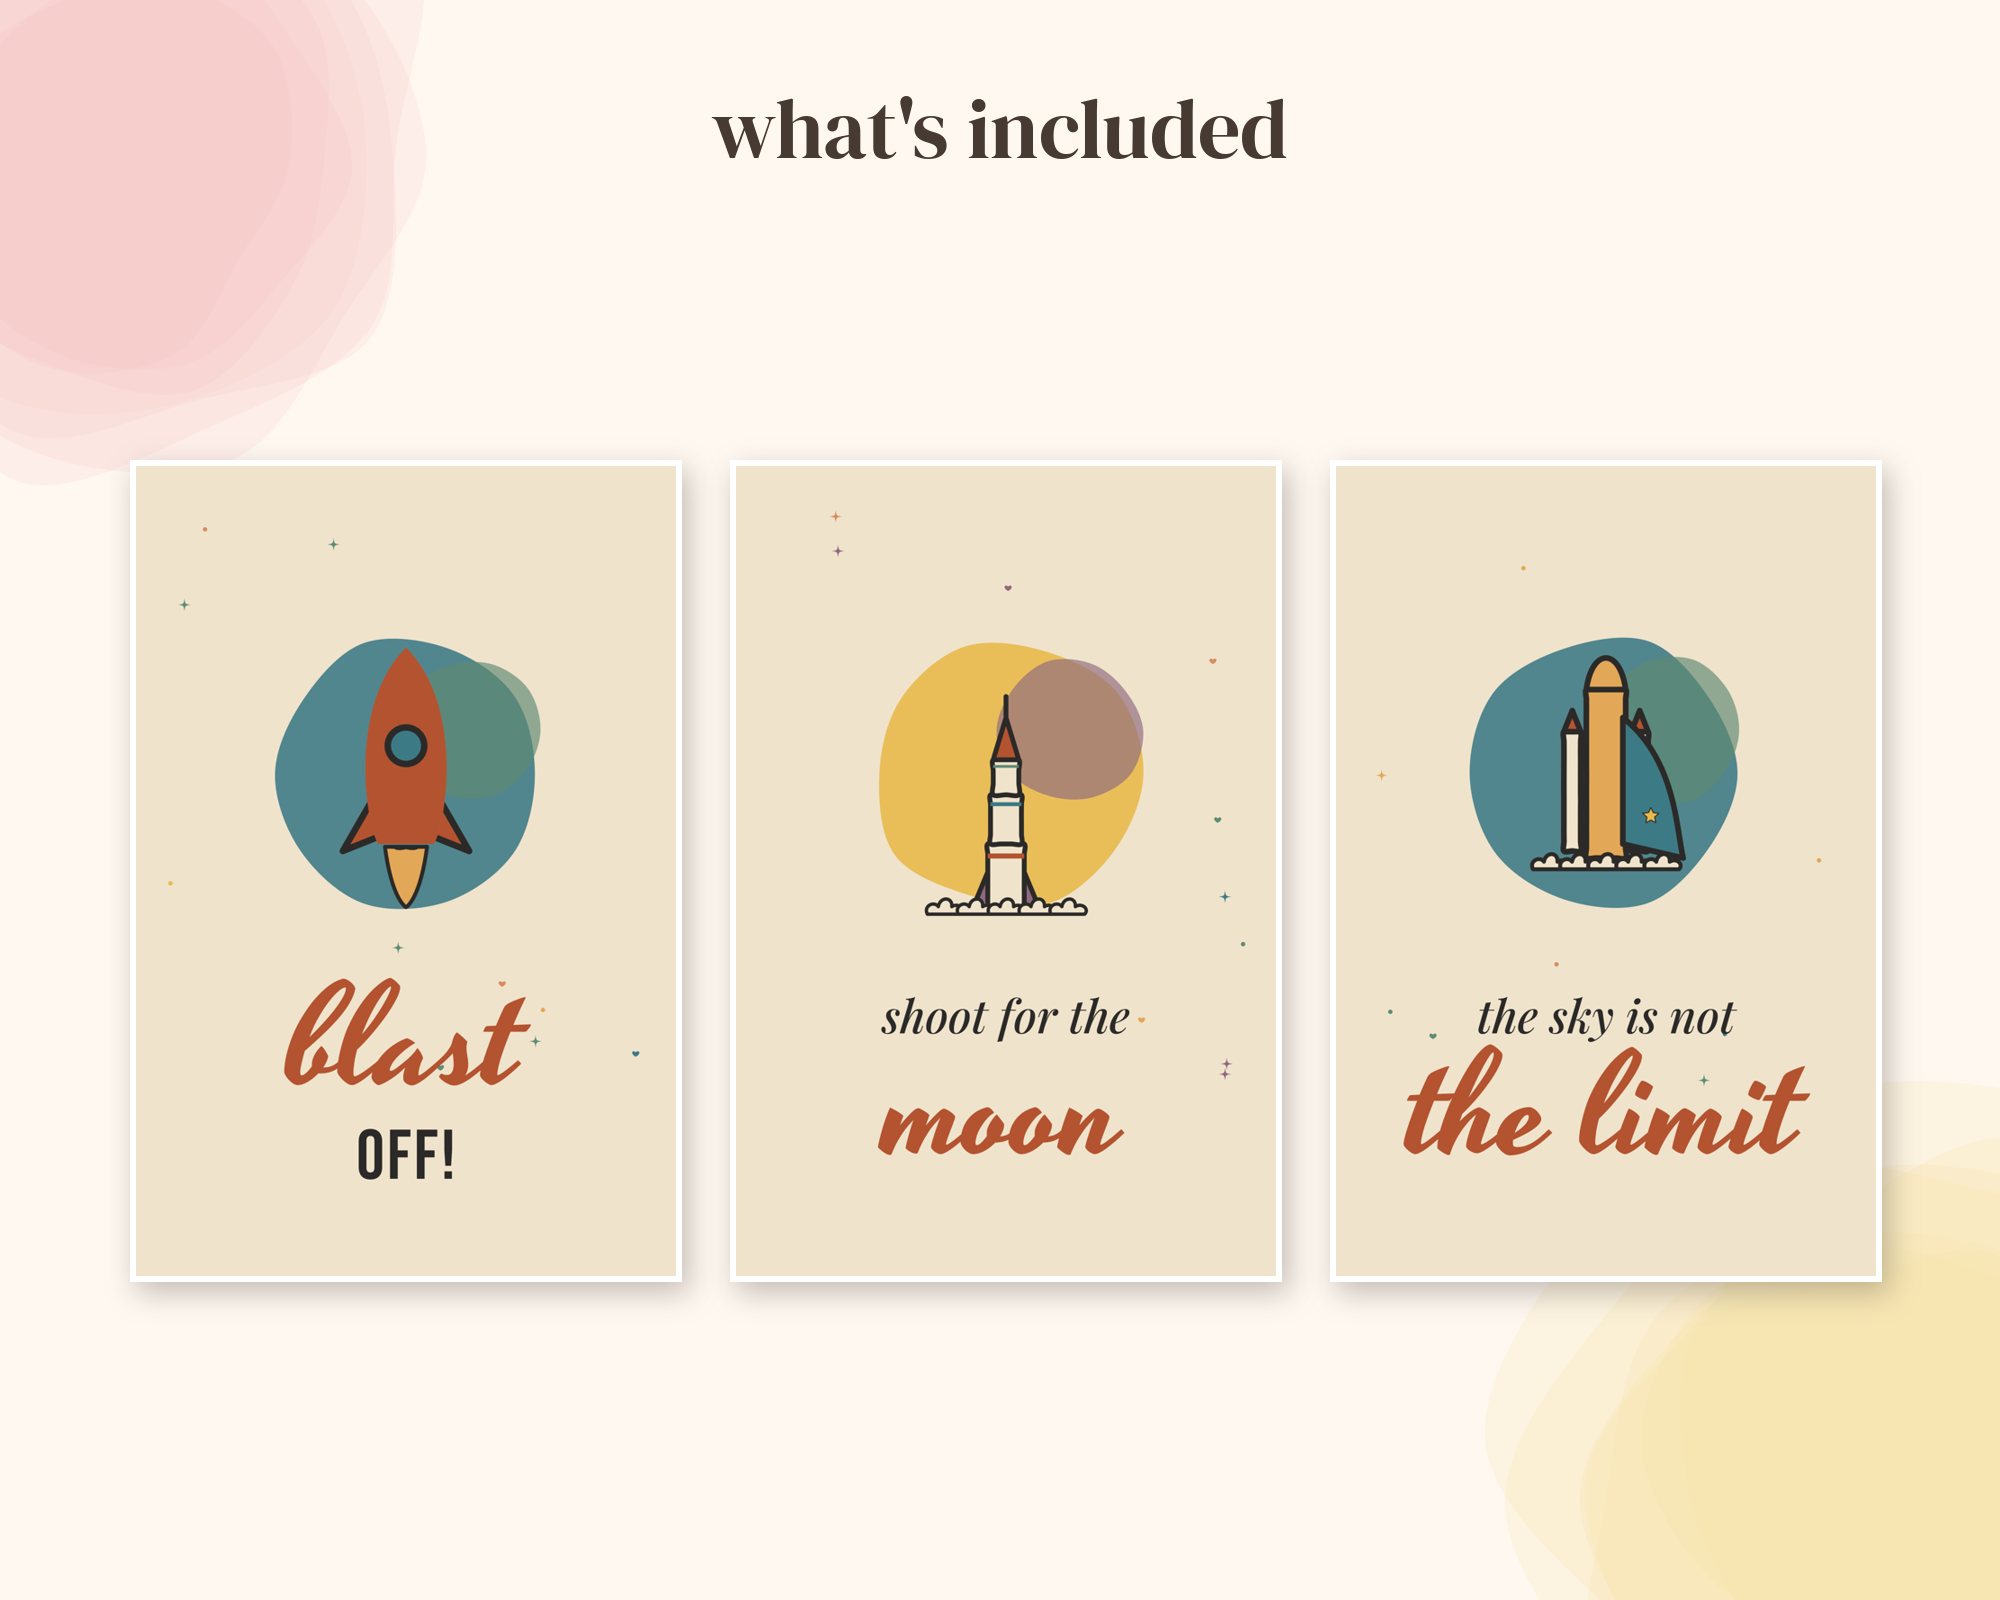 what's included
blast
OFF!
shoot for the
moon
the sky is not
the limit